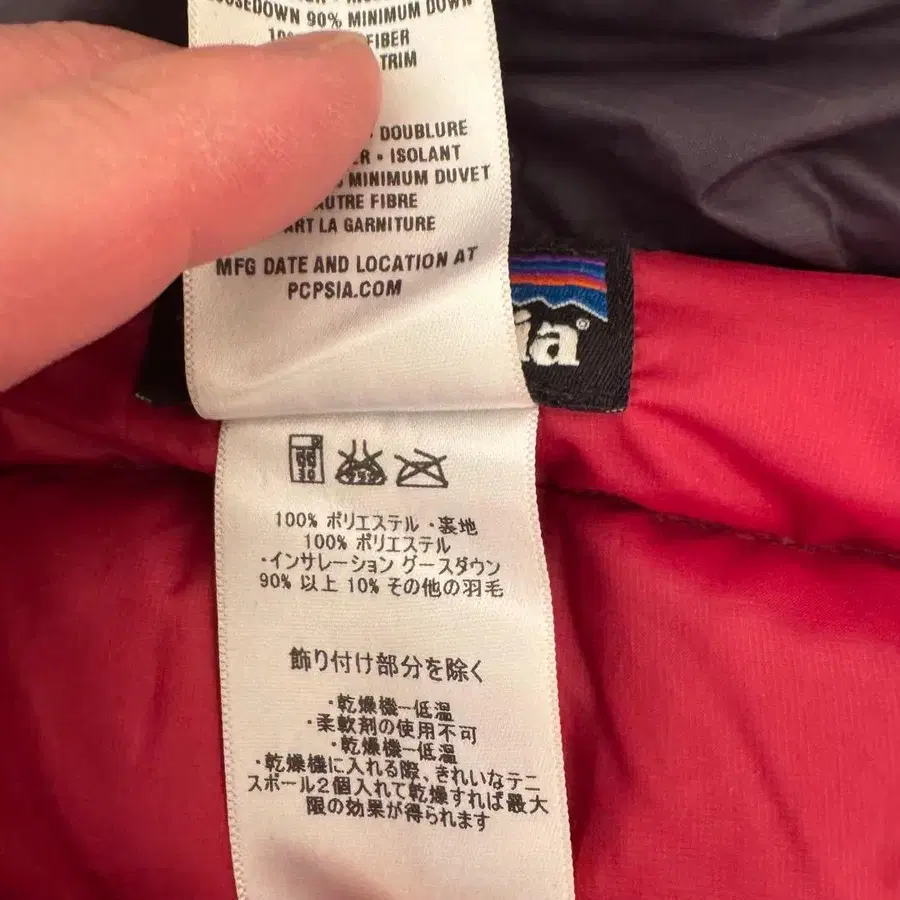 GOOSEDOWN 90% MINIMUM DOWN
FIBER
TRIM
DOUBLURE
• ISOLANT
MINIMUM DUVET
AUTRE FIBRE
LA GARNITURE
MFG DATE AND LOCATION AT
PCPSIA.COM
®
30
100% ポリエステル・裏地
100% ポリエステル
・インサレーション グースダウン
90% 以上 10% その他の羽毛
飾り付け部分を除く
・乾燥機ー低温
・柔軟剤の使用不可
・乾燥機ー低温
・乾燥機に入れる際、きれいなテニ
スボール2個入れて乾燥すれば最大
限の効果が得られます